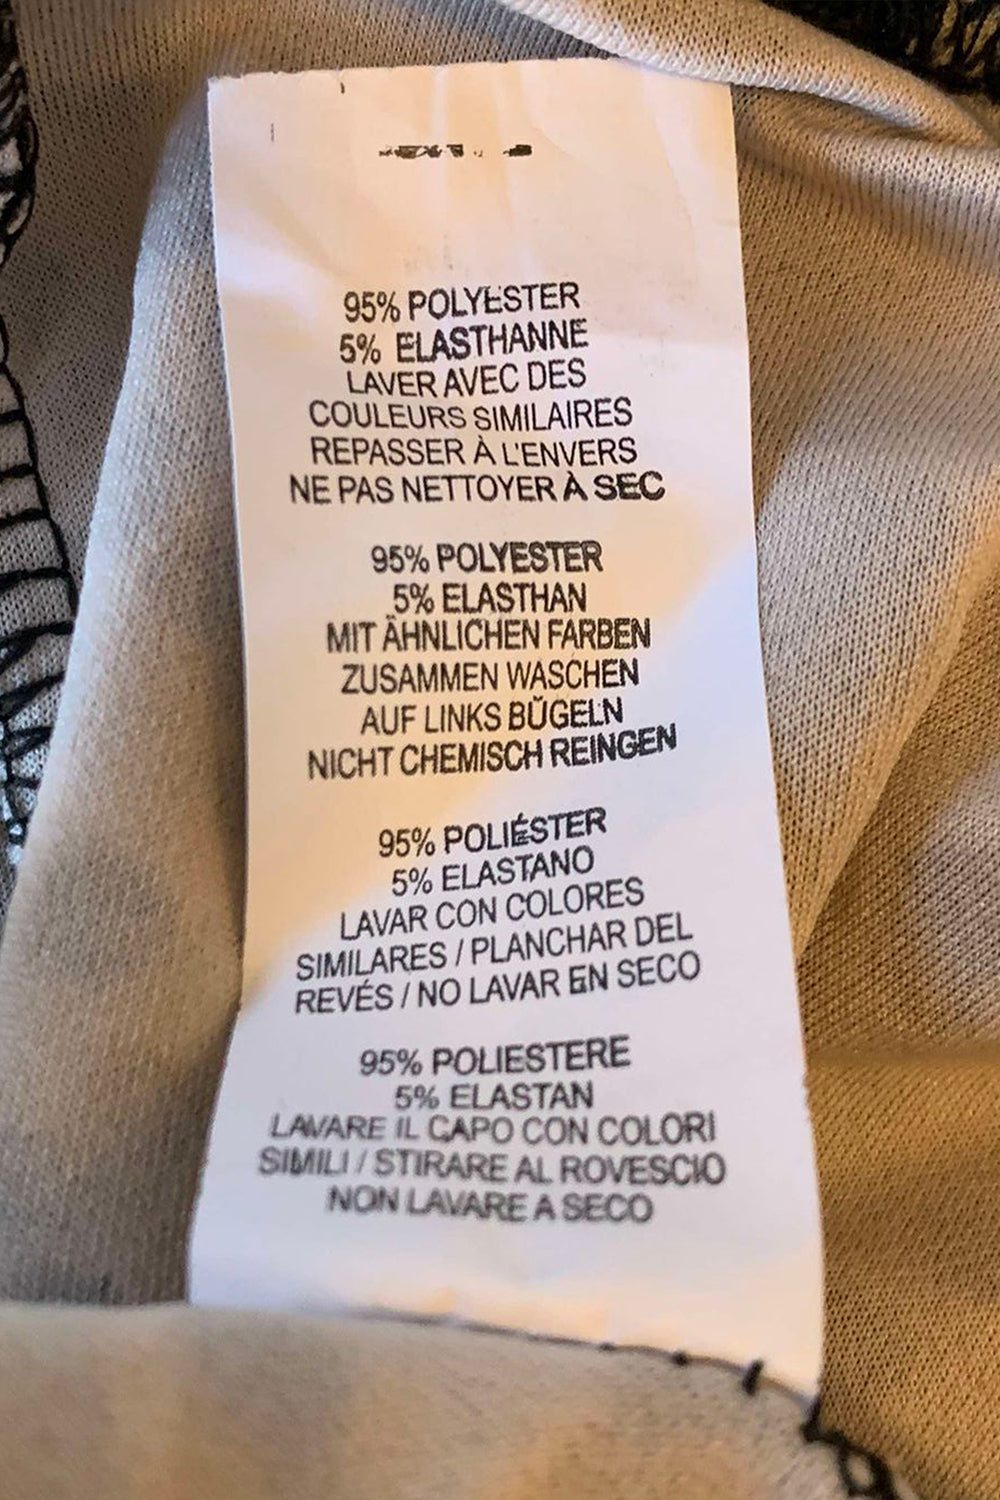 95% POLYESTER
5% ELASTHANNE
LAVER AVEC DES
COULEURS SIMILAIRES
REPASSER À L'ENVERS
NE PAS NETTOYER À SEC
95% POLYESTER
5% ELASTHAN
MIT ÄHNLICHEN FARBEN
ZUSAMMEN WASCHEN
AUF LINKS BŬGELN
NICHT CHEMISCH REINGEN
95% POLIÉSTER
5% ELASTANO
LAVAR CON COLORES
SIMILARES / PLANCHAR DEL
REVÉS / NO LAVAR EN SECO
95% POLIESTERE
5% ELASTAN
LAVARE IL CAPO CON COLORI
SIMILI / STIRARE AL ROVESCIO
NON LAVARE A SECO